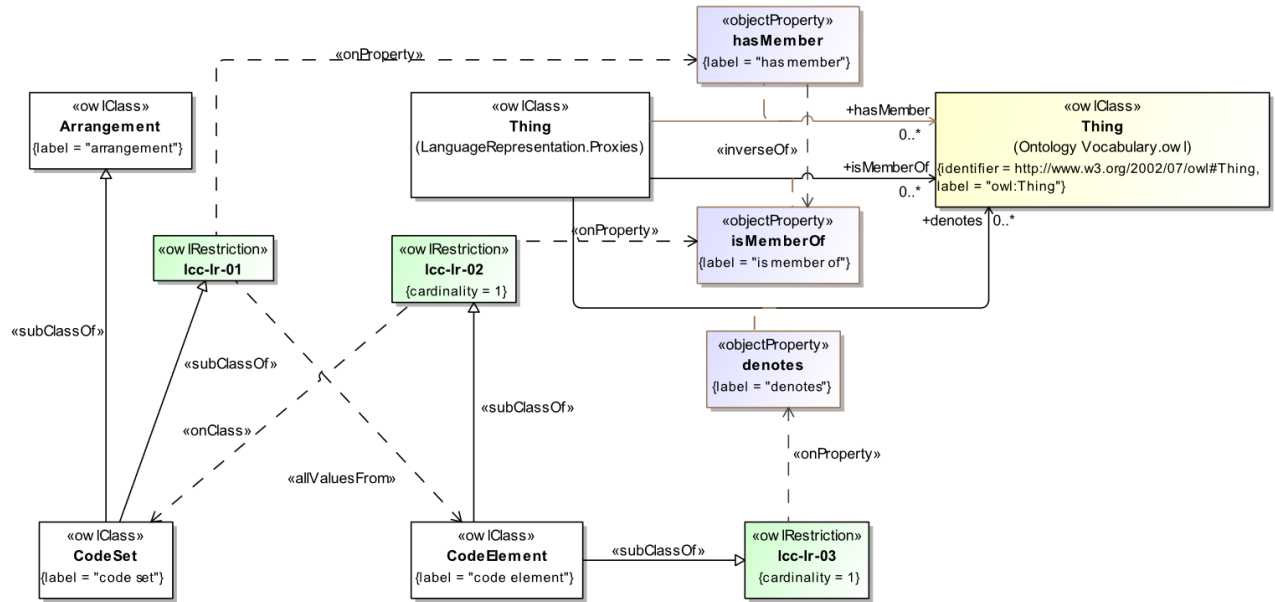 «objectProperty»
hasMember
{label = "has member"}
«onProperty»
«owlClass»
Arrangement
{label = "arrangement"}
«owlClass»
Thing
(LanguageRepresentation.Proxies)
+hasMember
0..*
«owlClass»
Thing
(Ontology Vocabulary.owl)
{identifier = http://www.w3.org/2002/07/owl#Thing,
label = "owl:Thing"}
«inverseOf»
+isMemberOf
0..*
+denotes 0..*
«owlRestriction»
lcc-lr-01
«owlRestriction»
lcc-lr-02
{cardinality = 1}
«onProperty»
«objectProperty»
isMemberOf
{label = "is member of"}
«subClassOf»
«subClassOf»
«objectProperty»
denotes
{label = "denotes"}
«subClassOf»
«onClass»
«onProperty»
«allValuesFrom»
«owlClass»
CodeSet
{label = "code set"}
«owlClass»
CodeElement
{label = "code element"}
«subClassOf»
«owlRestriction»
lcc-lr-03
{cardinality = 1}